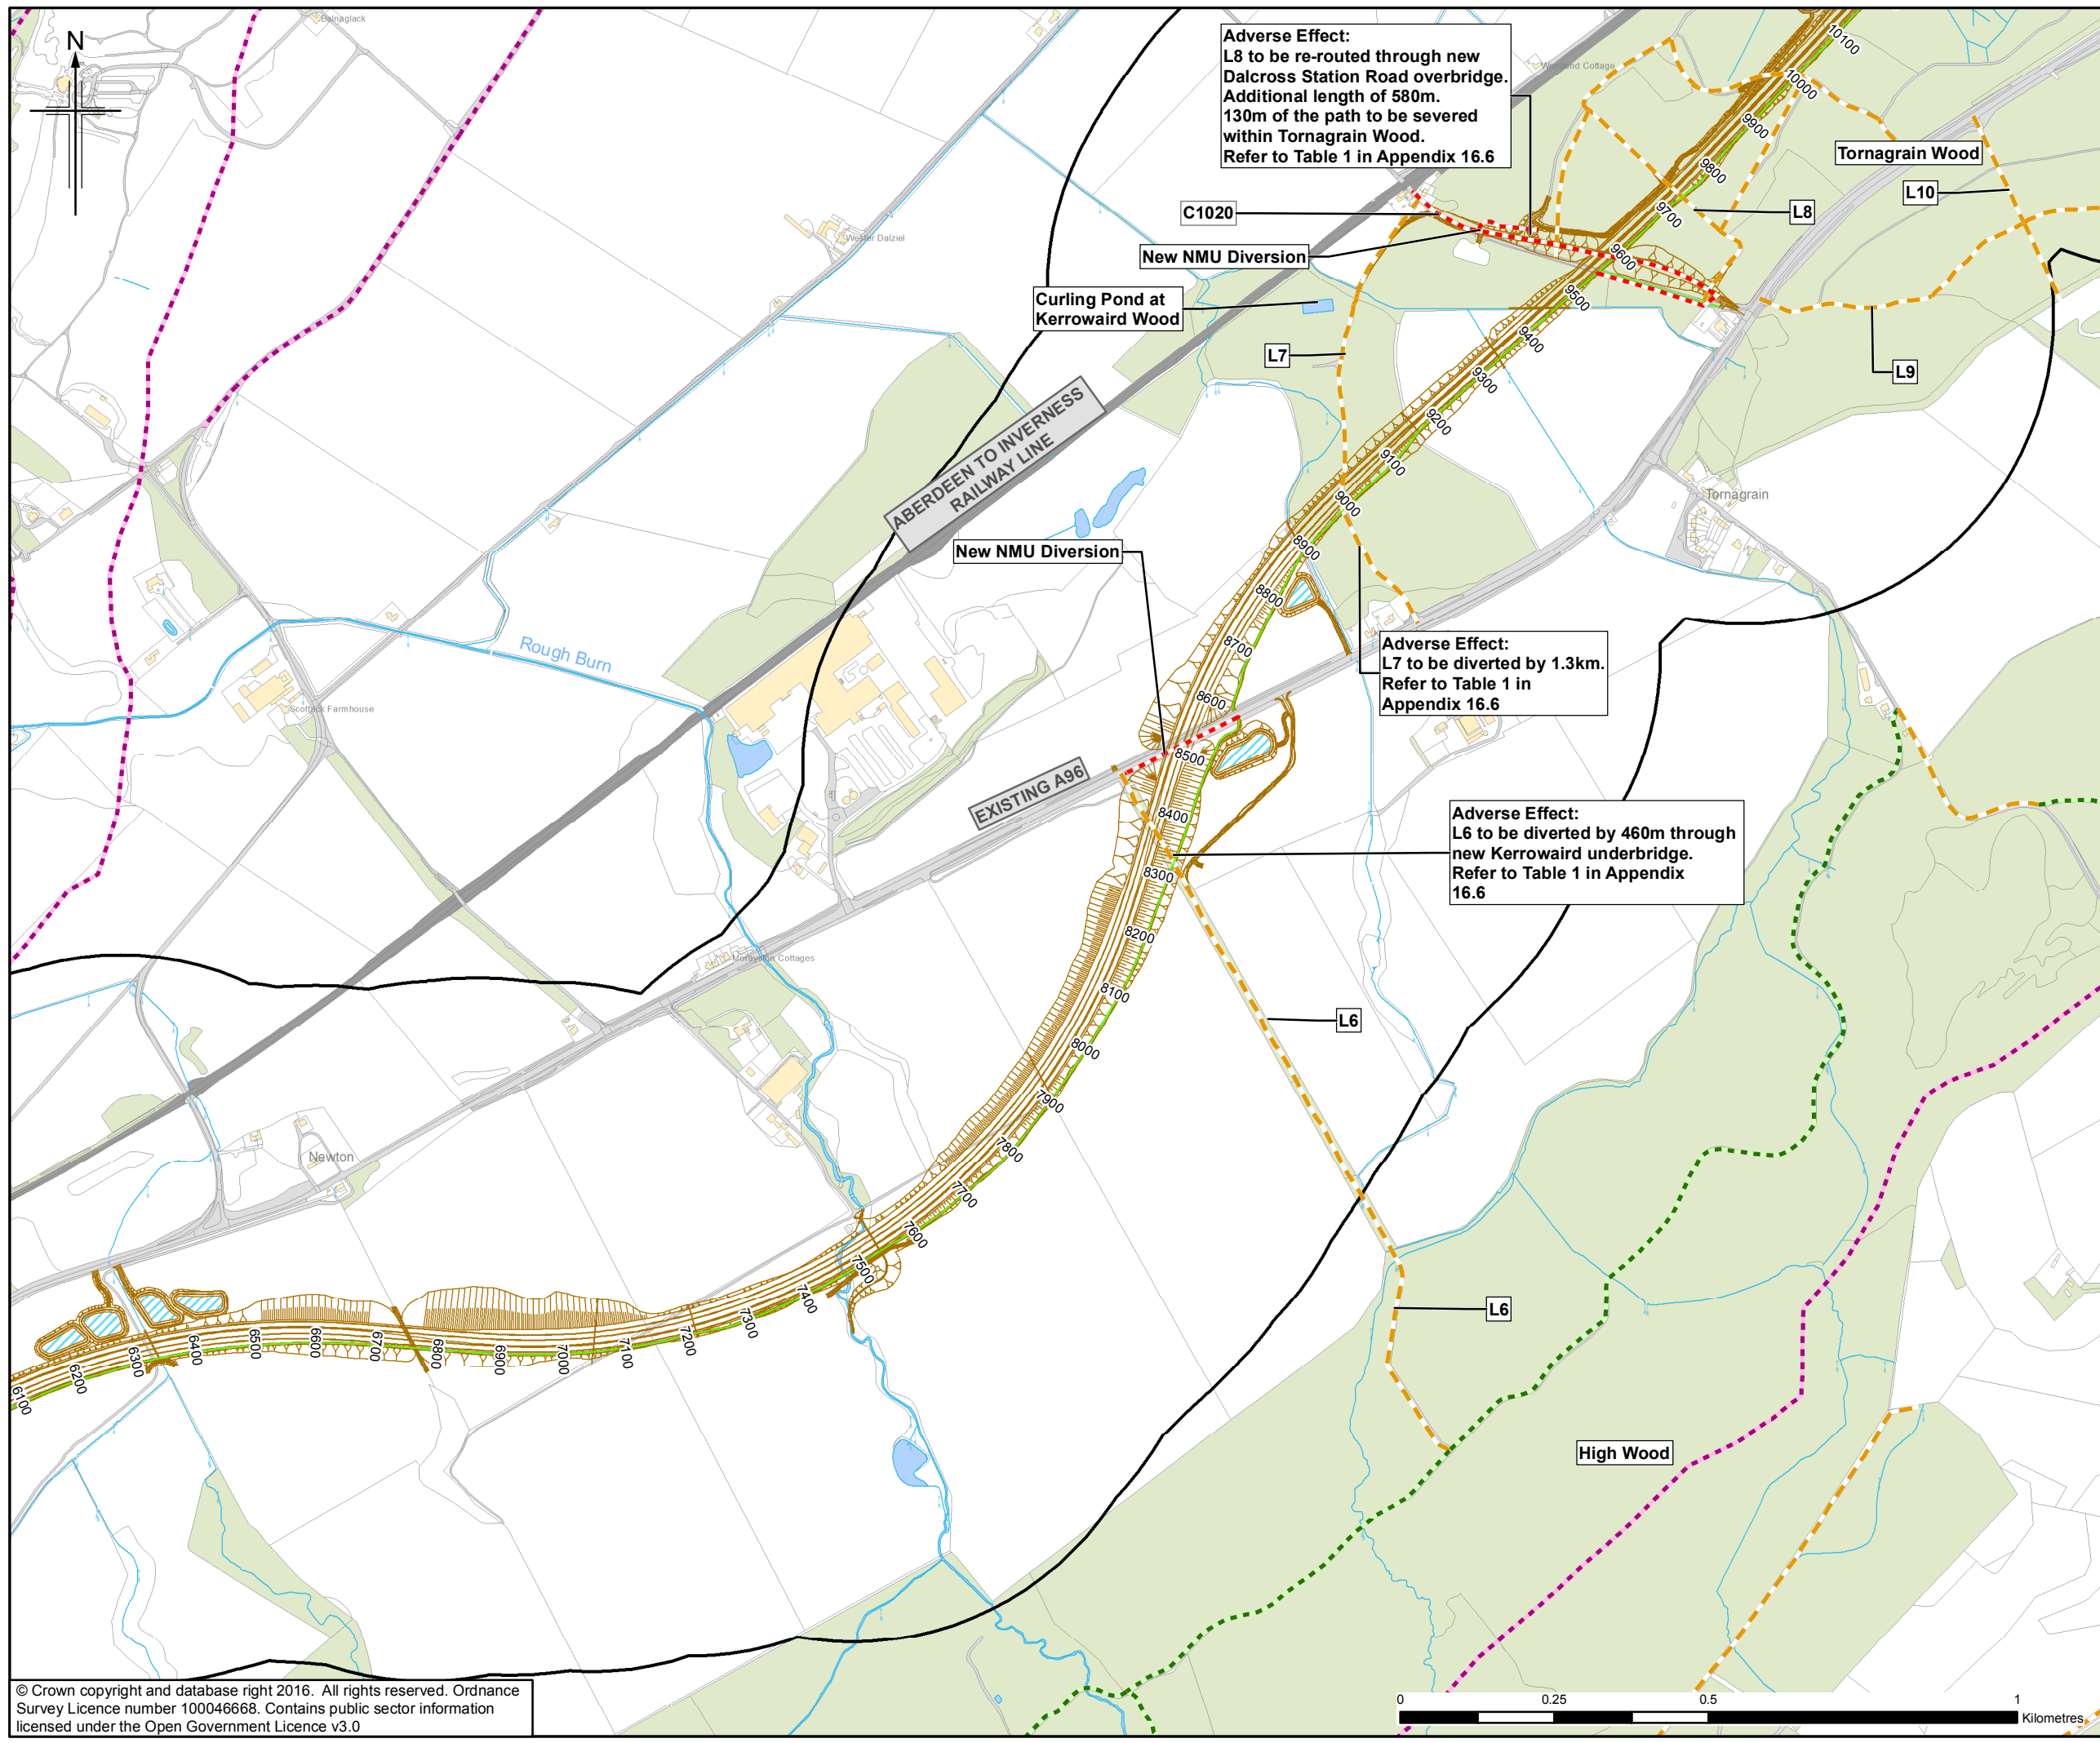 Balnaglack
N
Adverse Effect:
L8 to be re-routed through new
Dalcross Station Road overbridge.
Additional length of 580m.
130m of the path to be severed
within Tornagrain Wood.
Refer to Table 1 in Appendix 16.6
Woodend Cottage
10100
10000
9900
9800
9700
9600
9500
9400
9300
9200
9100
9000
8900
8800
8700
8600
8500
8400
8300
8200
8100
8000
7900
7800
7700
7600
7500
7400
7300
7200
7100
7000
6900
6800
6700
6600
6500
6400
6300
6200
6100
Tornagrain Wood
L10
L8
C1020
New NMU Diversion
Wester Dalziel
Curling Pond at
Kerrowaird Wood
L7
L9
ABERDEEN TO INVERNESS
RAILWAY LINE
Tornagrain
New NMU Diversion
Rough Burn
Adverse Effect:
L7 to be diverted by 1.3km.
Refer to Table 1 in
Appendix 16.6
Scottack Farmhouse
EXISTING A96
Adverse Effect:
L6 to be diverted by 460m through
new Kerrowaird underbridge.
Refer to Table 1 in Appendix
16.6
Morayston Cottages
L6
Newton
L6
High Wood
© Crown copyright and database right 2016. All rights reserved. Ordnance
Survey Licence number 100046668. Contains public sector information
licensed under the Open Government Licence v3.0
0 0.25 0.5 1
Kilometres